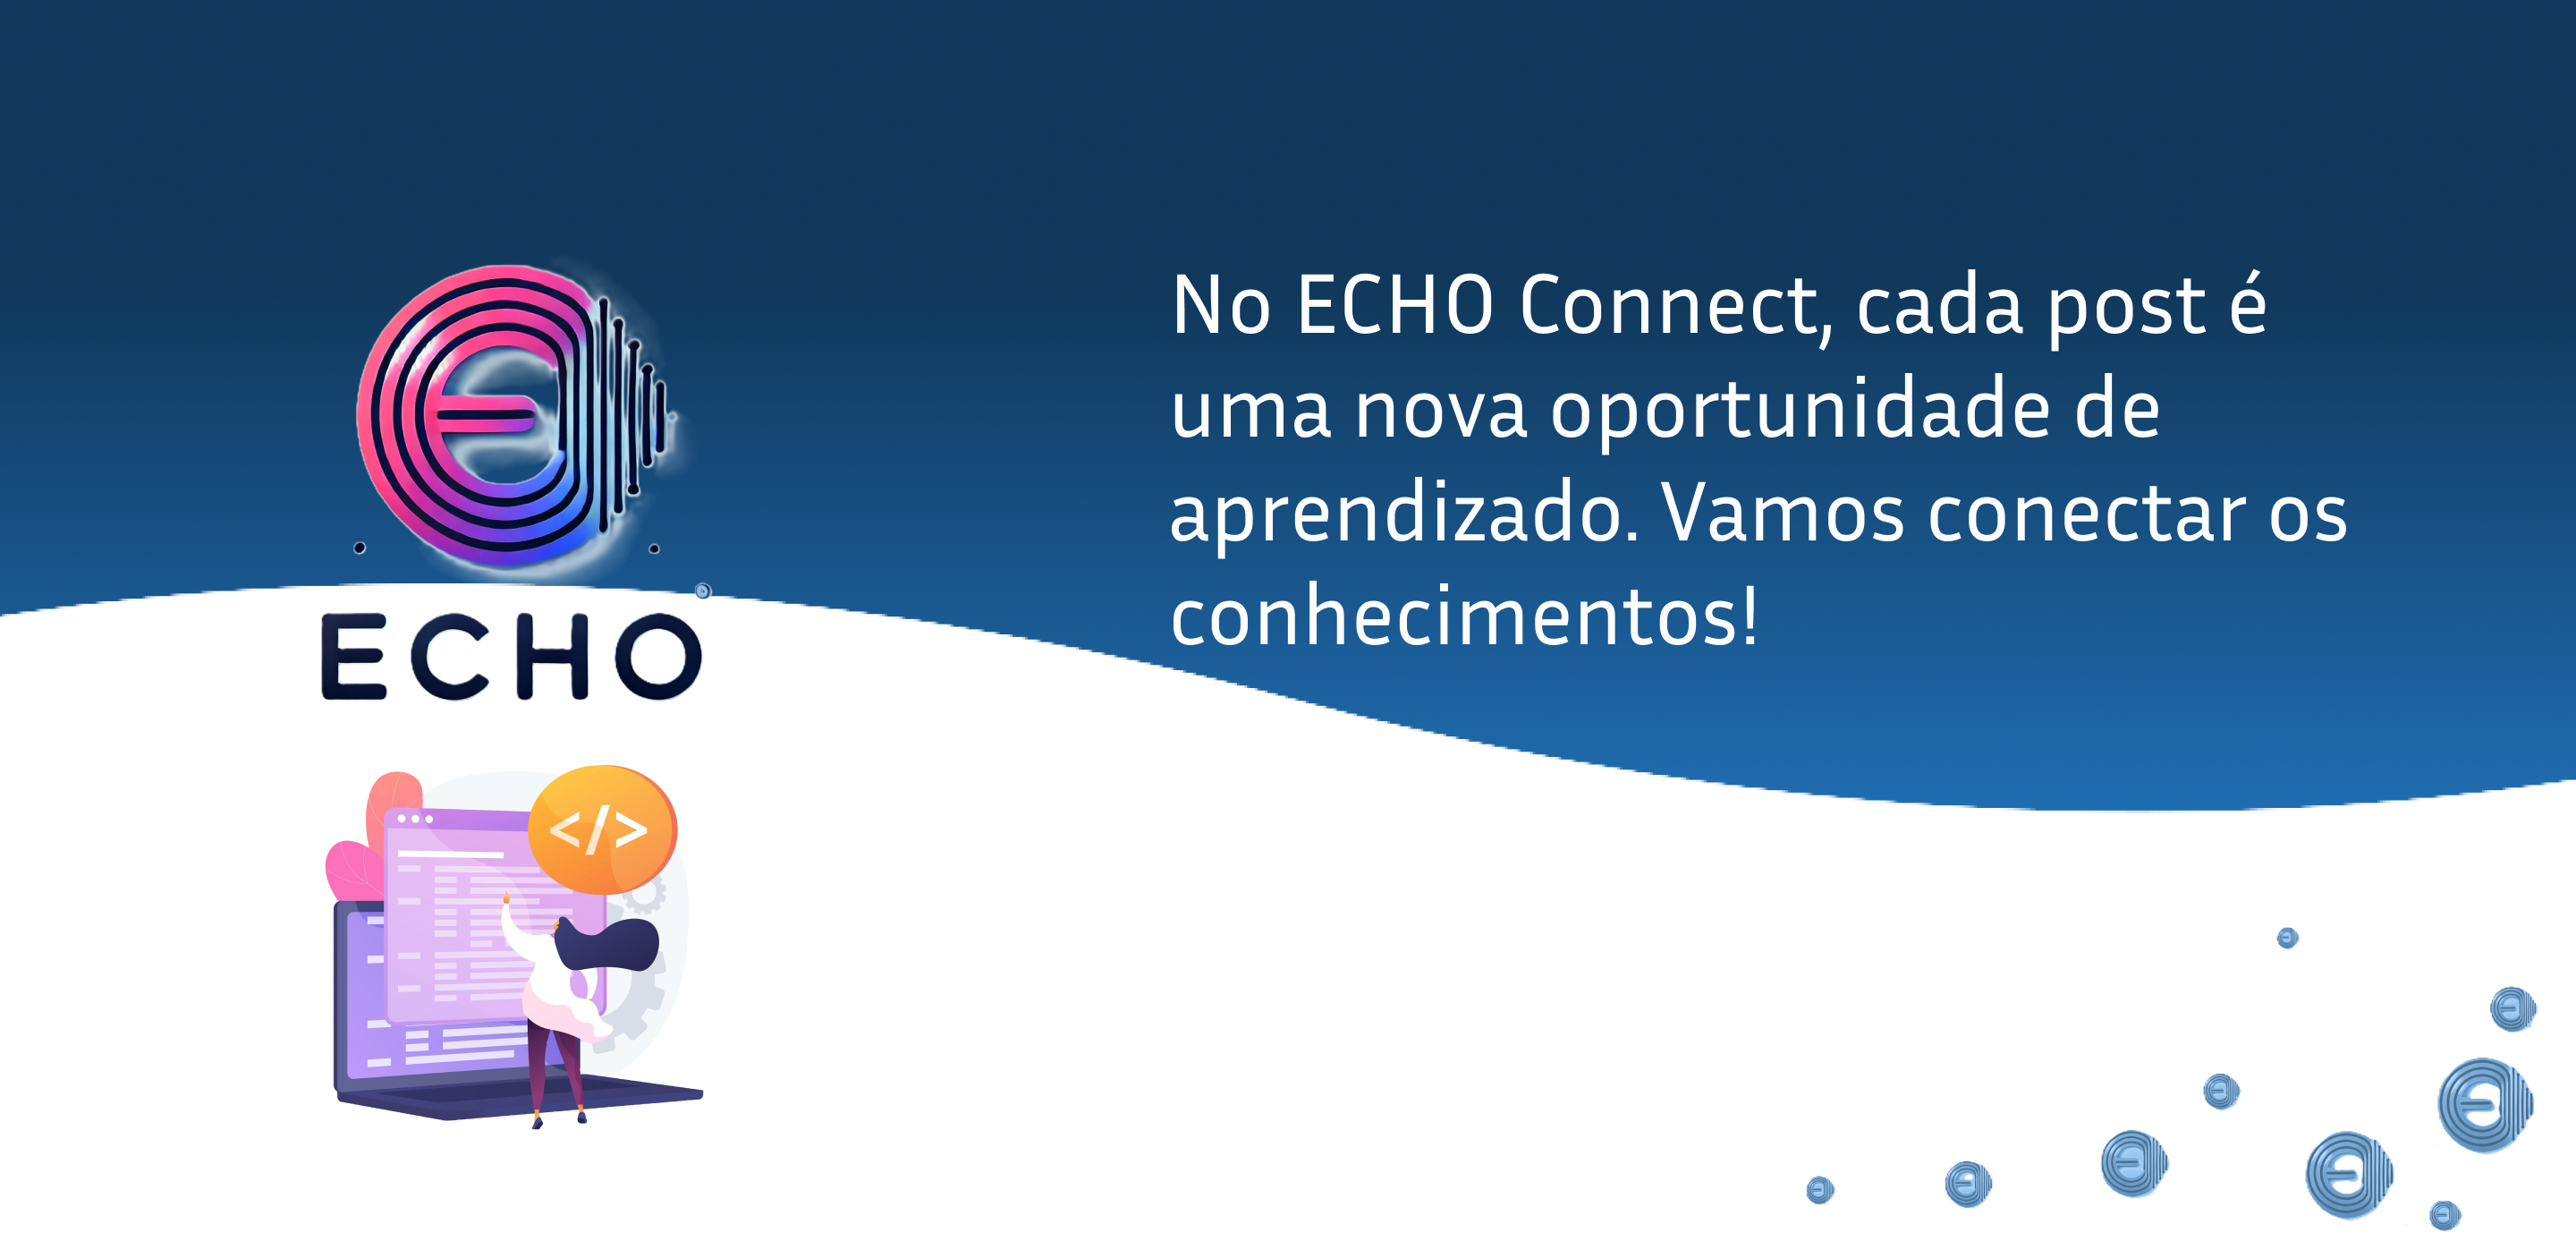 No ECHO Connect, cada post é
uma nova oportunidade de
aprendizado. Vamos conectar os
conhecimentos!
ECHO
</>